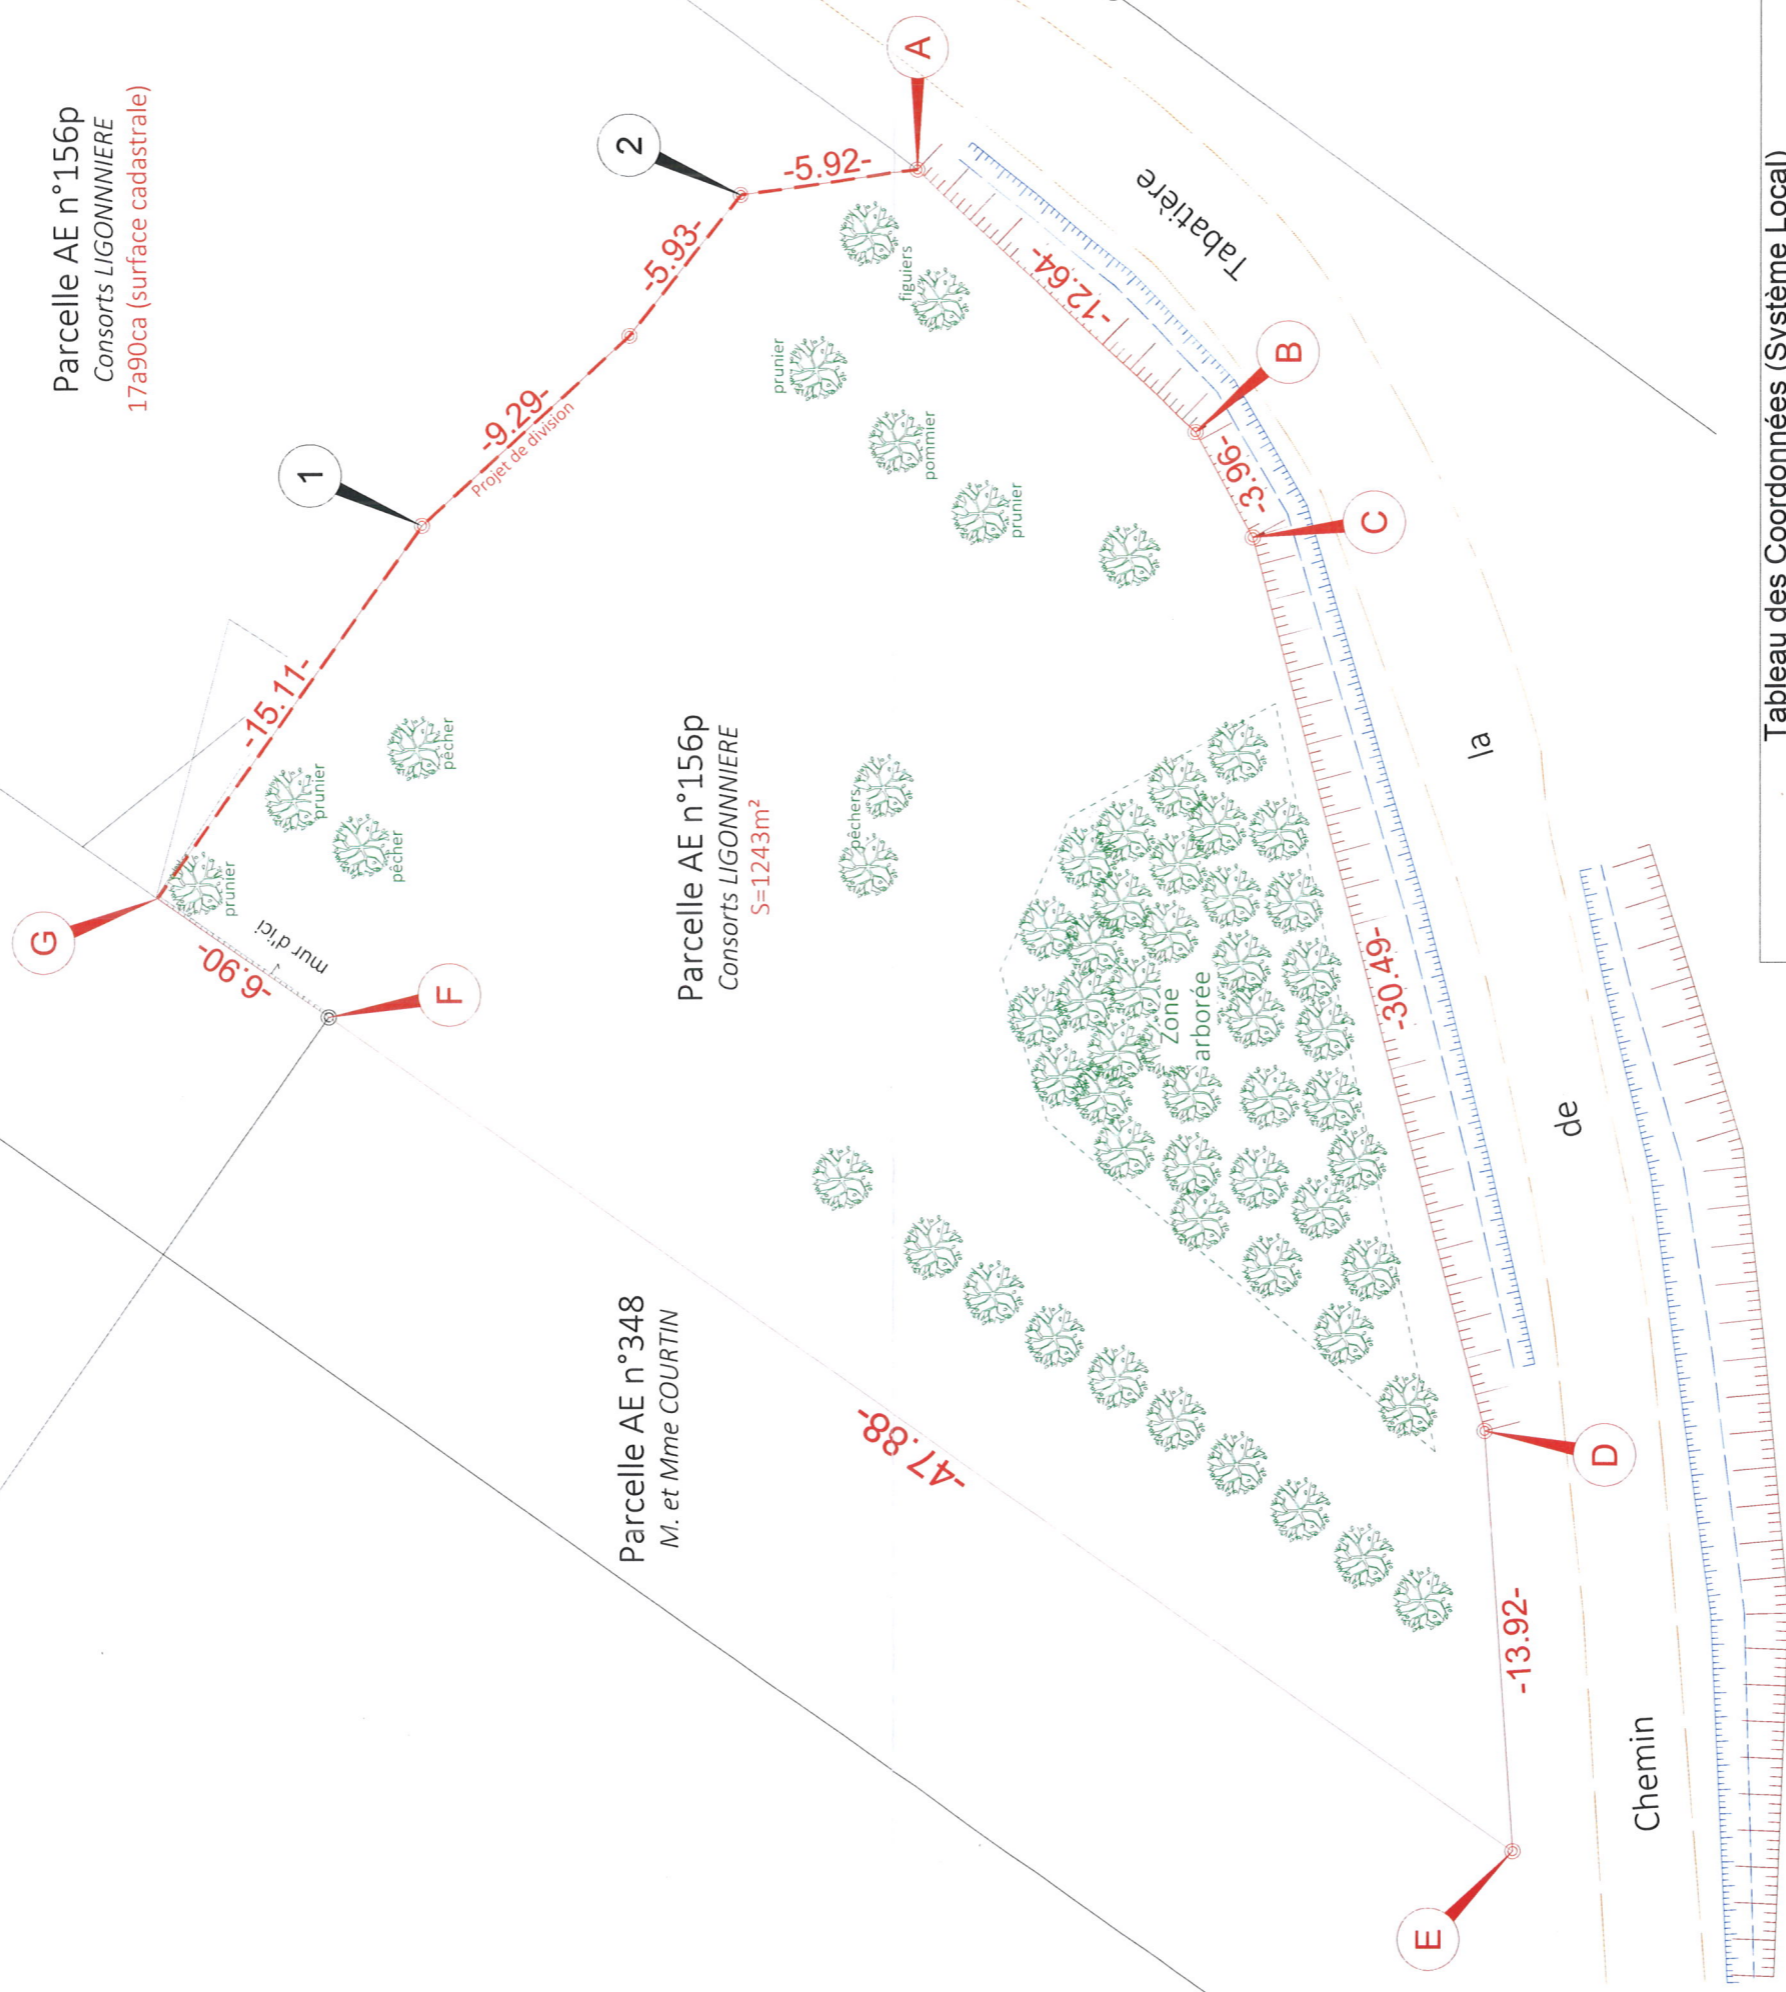 Parcelle AE n°156p
Consorts LIGONNNIERE
17a90ca (surface cadastrale)
A
2
-5.92-
-5.93-
1
-9.29-
Projet de division
-15.11-
G
-6.90-
mur d'ici
F
prunier
pêcher
pêcher
prunier
figuiers
prunier
pommier
prunier
-12.64-
Tabatière
B
-3.96-
C
Parcelle AE n°156p
Consorts LIGONNNIERE
S=1243m²
pêchers
Zone
arborée
-30.49-
la
de
Parcelle AE n°348
M. et Mme COURTIN
-47.88-
D
-13.92-
Chemin
E
Tableau des Coordonnées (Système Local)